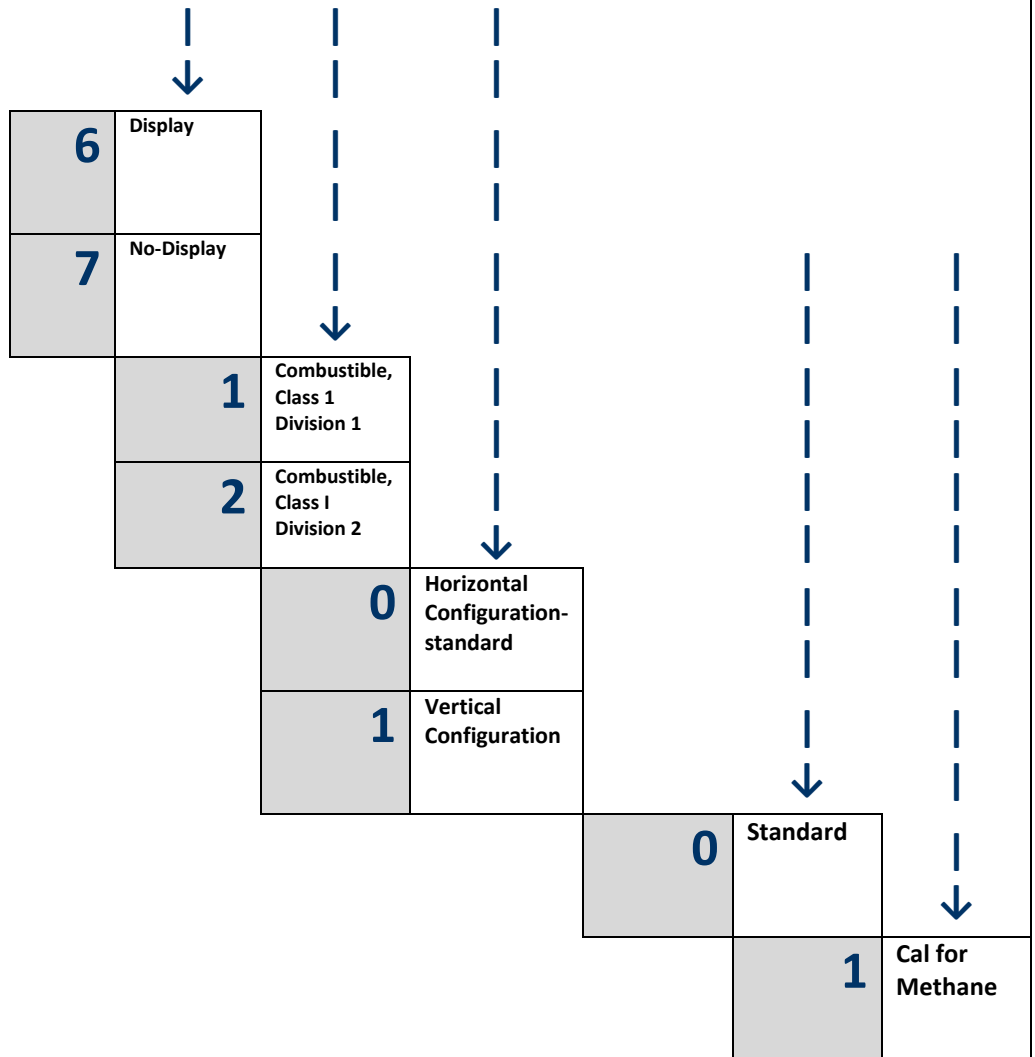 6
Display
7
No-Display
1
Combustible,
Class 1
Division 1
2
Combustible,
Class I
Division 2
0
Horizontal
Configuration-
standard
1
Vertical
Configuration
0
Standard
1
Cal for
Methane